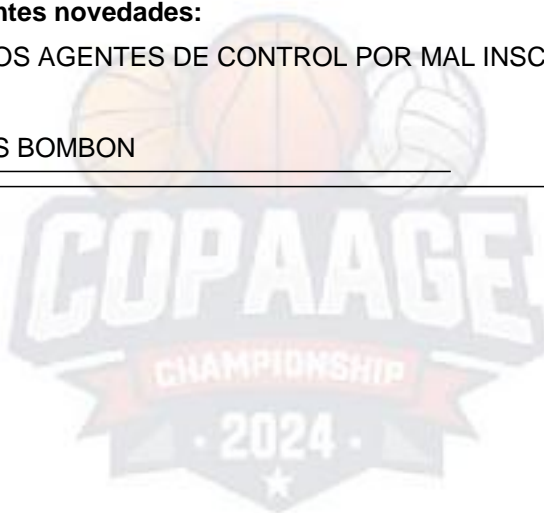 ntes novedades:
OS AGENTES DE CONTROL POR MAL INSC
S BOMBON
COPAAGE
CHAMPIONSHIP
· 2024 ·